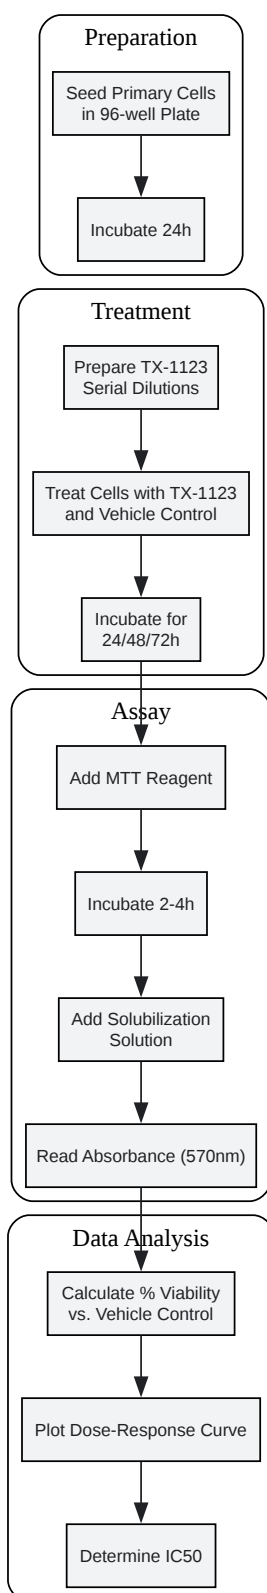 Preparation
Seed Primary Cells
in 96-well Plate
Incubate 24h
Treatment
Prepare TX-1123
Serial Dilutions
Treat Cells with TX-1123
and Vehicle Control
Incubate for
24/48/72h
Assay
Add MTT Reagent
Incubate 2-4h
Add Solubilization
Solution
Read Absorbance (570nm)
Data Analysis
Calculate % Viability
vs. Vehicle Control
Plot Dose-Response Curve
Determine IC50